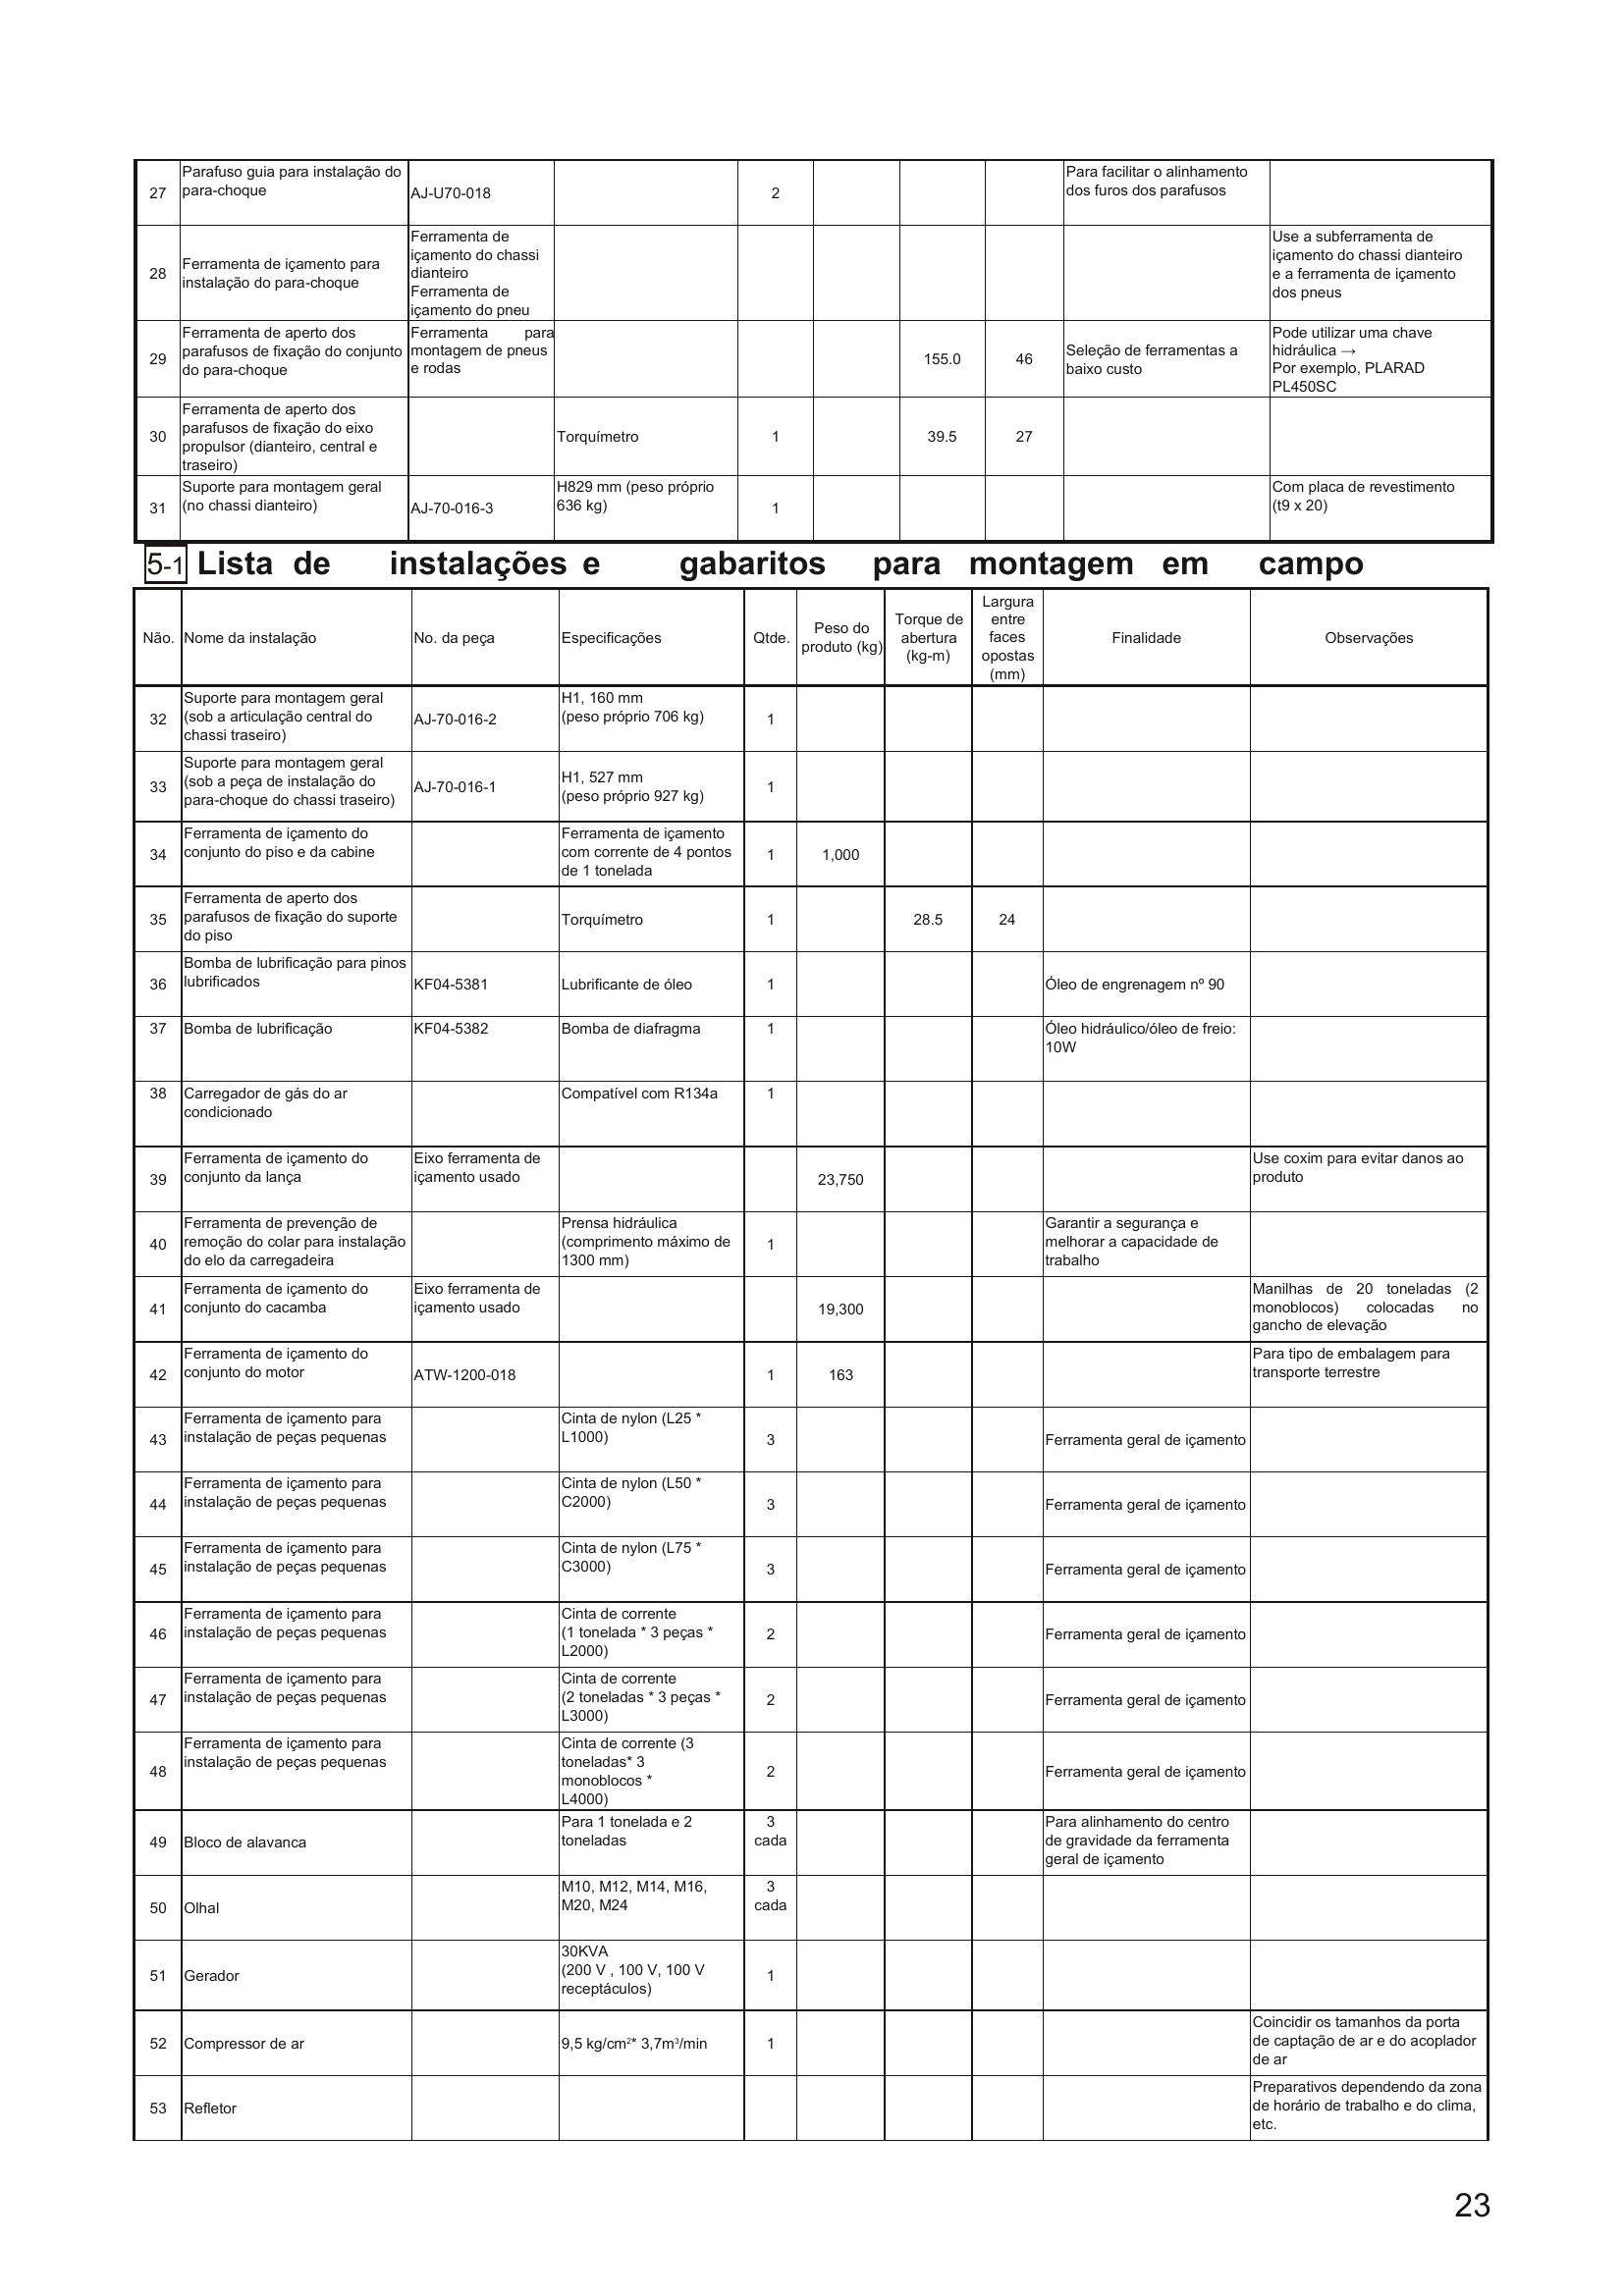 27 Parafuso guia para instalação do
para-choque
AJ-U70-018
2
Para facilitar o alinhamento
dos furos dos parafusos
28 Ferramenta de içamento para
instalação do para-choque
Ferramenta de
içamento do chassi
dianteiro
Ferramenta de
içamento do pneu
Use a subferramenta de
içamento do chassi dianteiro
e a ferramenta de içamento
dos pneus
29 Ferramenta de aperto dos
parafusos de fixação do conjunto
do para-choque
Ferramenta para
montagem de pneus
e rodas
155.0
46
Seleção de ferramentas a
baixo custo
Pode utilizar uma chave
hidráulica →
Por exemplo, PLARAD
PL450SC
30 Ferramenta de aperto dos
parafusos de fixação do eixo
propulsor (dianteiro, central e
traseiro)
Torquímetro
1
39.5
27
31 Suporte para montagem geral
(no chassi dianteiro)
AJ-70-016-3
H829 mm (peso próprio
636 kg)
1
Com placa de revestimento
(t9 x 20)
5-1 Lista de instalações e gabaritos para montagem em campo
Não.
Nome da instalação
No. da peça
Especificações
Qtde.
Peso do
produto (kg)
Torque de
abertura
(kg-m)
Largura
entre
faces
opostas
(mm)
Finalidade
Observações
32 Suporte para montagem geral
(sob a articulação central do
chassi traseiro)
AJ-70-016-2
H1, 160 mm
(peso próprio 706 kg)
1
33 Suporte para montagem geral
(sob a peça de instalação do
para-choque do chassi traseiro)
AJ-70-016-1
H1, 527 mm
(peso próprio 927 kg)
1
34 Ferramenta de içamento do
conjunto do piso e da cabine
Ferramenta de içamento
com corrente de 4 pontos
de 1 tonelada
1
1,000
35 Ferramenta de aperto dos
parafusos de fixação do suporte
do piso
Torquímetro
1
28.5
24
36 Bomba de lubrificação para pinos
lubrificados
KF04-5381
Lubrificante de óleo
1
Óleo de engrenagem nº 90
37 Bomba de lubrificação
KF04-5382
Bomba de diafragma
1
Óleo hidráulico/óleo de freio:
10W
38 Carregador de gás do ar
condicionado
Compatível com R134a
1
39 Ferramenta de içamento do
conjunto da lança
Eixo ferramenta de
içamento usado
23,750
Use coxim para evitar danos ao
produto
40 Ferramenta de prevenção de
remoção do colar para instalação
do elo da carregadeira
Prensa hidráulica
(comprimento máximo de
1300 mm)
1
Garantir a segurança e
melhorar a capacidade de
trabalho
41 Ferramenta de içamento do
conjunto do cacamba
Eixo ferramenta de
içamento usado
19,300
Manilhas de 20 toneladas (2
monoblocos) colocadas no
gancho de elevação
42 Ferramenta de içamento do
conjunto do motor
ATW-1200-018
1
163
Para tipo de embalagem para
transporte terrestre
43 Ferramenta de içamento para
instalação de peças pequenas
Cinta de nylon (L25 *
L1000)
3
Ferramenta geral de içamento
44 Ferramenta de içamento para
instalação de peças pequenas
Cinta de nylon (L50 *
C2000)
3
Ferramenta geral de içamento
45 Ferramenta de içamento para
instalação de peças pequenas
Cinta de nylon (L75 *
C3000)
3
Ferramenta geral de içamento
46 Ferramenta de içamento para
instalação de peças pequenas
Cinta de corrente
(1 tonelada * 3 peças *
L2000)
2
Ferramenta geral de içamento
47 Ferramenta de içamento para
instalação de peças pequenas
Cinta de corrente
(2 toneladas * 3 peças *
L3000)
2
Ferramenta geral de içamento
48 Ferramenta de içamento para
instalação de peças pequenas
Cinta de corrente (3
toneladas* 3
monoblocos *
L4000)
2
Ferramenta geral de içamento
49 Bloco de alavanca
Para 1 tonelada e 2
toneladas
3
cada
Para alinhamento do centro
de gravidade da ferramenta
geral de içamento
50 Olhal
M10, M12, M14, M16,
M20, M24
3
cada
51 Gerador
30KVA
(200 V , 100 V, 100 V
receptáculos)
1
52 Compressor de ar
9,5 kg/cm²* 3,7m³/min
1
Coincidir os tamanhos da porta
de captação de ar e do acoplador
de ar
53 Refletor
Preparativos dependendo da zona
de horário de trabalho e do clima,
etc.
23